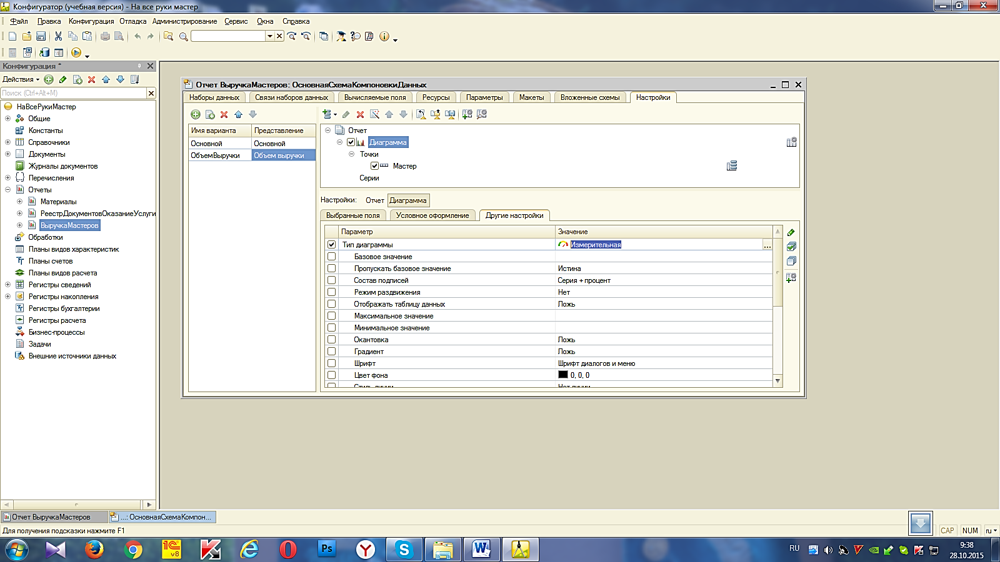 Конфигуратор (учебная версия) - На все руки мастер
Файл Правка Конфигурация Отладка Администрирование Сервис Окна Справка
Конфигурация *
Действия
Поиск (Ctrl+Alt+M)
НаВсеРукиМастер
Общие
Константы
Справочники
Документы
Журналы документов
Перечисления
Отчеты
Материалы
РеестрДокументовОказаниеУслуги
ВыручкаМастеров
Обработки
Планы видов характеристик
Планы счетов
Планы видов расчета
Регистры сведений
Регистры накопления
Регистры бухгалтерии
Регистры расчета
Бизнес-процессы
Задачи
Внешние источники данных
Отчет ВыручкаМастеров: ОсновнаяСхемаКомпоновкиДанных
Наборы данных Связи наборов данных Вычисляемые поля Ресурсы Параметры Макеты Вложенные схемы Настройки
Имя варианта Представление
Основной Основной
ОбъемВыручки Объем выручки
Отчет
Диаграмма
Точки
Мастер
Серии
Настройки: Отчет Диаграмма
Выбранные поля Условное оформление Другие настройки
Параметр Значение
Тип диаграммы Измерительная ...
Базовое значение
Пропускать базовое значение Истина
Состав подписей Серия + процент
Режим раздвижения Нет
Отображать таблицу данных Ложь
Максимальное значение
Минимальное значение
Окантовка Ложь
Градиент Ложь
Шрифт Шрифт диалогов и меню
Цвет фона 0, 0, 0
Стиль линии Нет линии
Отчет ВыручкаМастеров ...: ОсновнаяСхемаКомпон...
Для получения подсказки нажмите F1
CAP NUM ru
1С v8 Ps
RU
9:38
28.10.2015